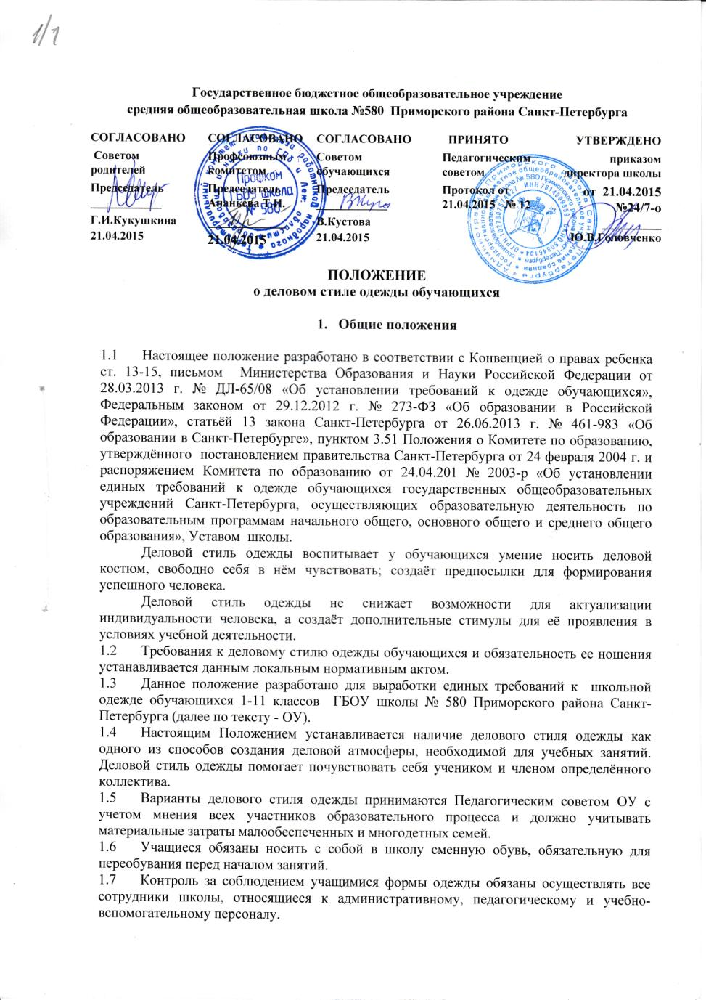 1/1
Государственное бюджетное общеобразовательное учреждение
средняя общеобразовательная школа №580 Приморского района Санкт-Петербурга
СОГЛАСОВАНО
Советом
родителей
Председатель
Г.И.Кукушкина
21.04.2015
СОГЛАСОВАНО
Профсоюзным
комитетом
Председатель
Ананьева Т.Н.
21.04.2015
Профком
ГБОУ школа
№ 580
СОГЛАСОВАНО
Советом
обучающихся
Председатель
В.Кустова
21.04.2015
ПРИНЯТО
Педагогическим
советом
Протокол от
21.04.2015 № 12
УТВЕРЖДЕНО
приказом
директора школы
от 21.04.2015
№24/7-о
Ю.В.Головченко
ПОЛОЖЕНИЕ
о деловом стиле одежды обучающихся
1. Общие положения
1.1 Настоящее положение разработано в соответствии с Конвенцией о правах ребенка
ст. 13-15, письмом Министерства Образования и Науки Российской Федерации от
28.03.2013 г. № ДЛ-65/08 «Об установлении требований к одежде обучающихся»,
Федеральным законом от 29.12.2012 г. № 273-ФЗ «Об образовании в Российской
Федерации», статьёй 13 закона Санкт-Петербурга от 26.06.2013 г. № 461-983 «Об
образовании в Санкт-Петербурге», пунктом 3.51 Положения о Комитете по образованию,
утверждённого постановлением правительства Санкт-Петербурга от 24 февраля 2004 г. и
распоряжением Комитета по образованию от 24.04.201 № 2003-р «Об установлении
единых требований к одежде обучающихся государственных общеобразовательных
учреждений Санкт-Петербурга, осуществляющих образовательную деятельность по
образовательным программам начального общего, основного общего и среднего общего
образования», Уставом школы.
Деловой стиль одежды воспитывает у обучающихся умение носить деловой
костюм, свободно себя в нём чувствовать; создаёт предпосылки для формирования
успешного человека.
Деловой стиль одежды не снижает возможности для актуализации
индивидуальности человека, а создаёт дополнительные стимулы для её проявления в
условиях учебной деятельности.
1.2 Требования к деловому стилю одежды обучающихся и обязательность ее ношения
устанавливается данным локальным нормативным актом.
1.3 Данное положение разработано для выработки единых требований к школьной
одежде обучающихся 1-11 классов ГБОУ школы № 580 Приморского района Санкт-
Петербурга (далее по тексту - ОУ).
1.4 Настоящим Положением устанавливается наличие делового стиля одежды как
одного из способов создания деловой атмосферы, необходимой для учебных занятий.
Деловой стиль одежды помогает почувствовать себя учеником и членом определённого
коллектива.
1.5 Варианты делового стиля одежды принимаются Педагогическим советом ОУ с
учетом мнения всех участников образовательного процесса и должно учитывать
материальные затраты малообеспеченных и многодетных семей.
1.6 Учащиеся обязаны носить с собой в школу сменную обувь, обязательную для
переобувания перед началом занятий.
1.7 Контроль за соблюдением учащимися формы одежды обязаны осуществлять все
сотрудники школы, относящиеся к административному, педагогическому и учебно-
вспомогательному персоналу.